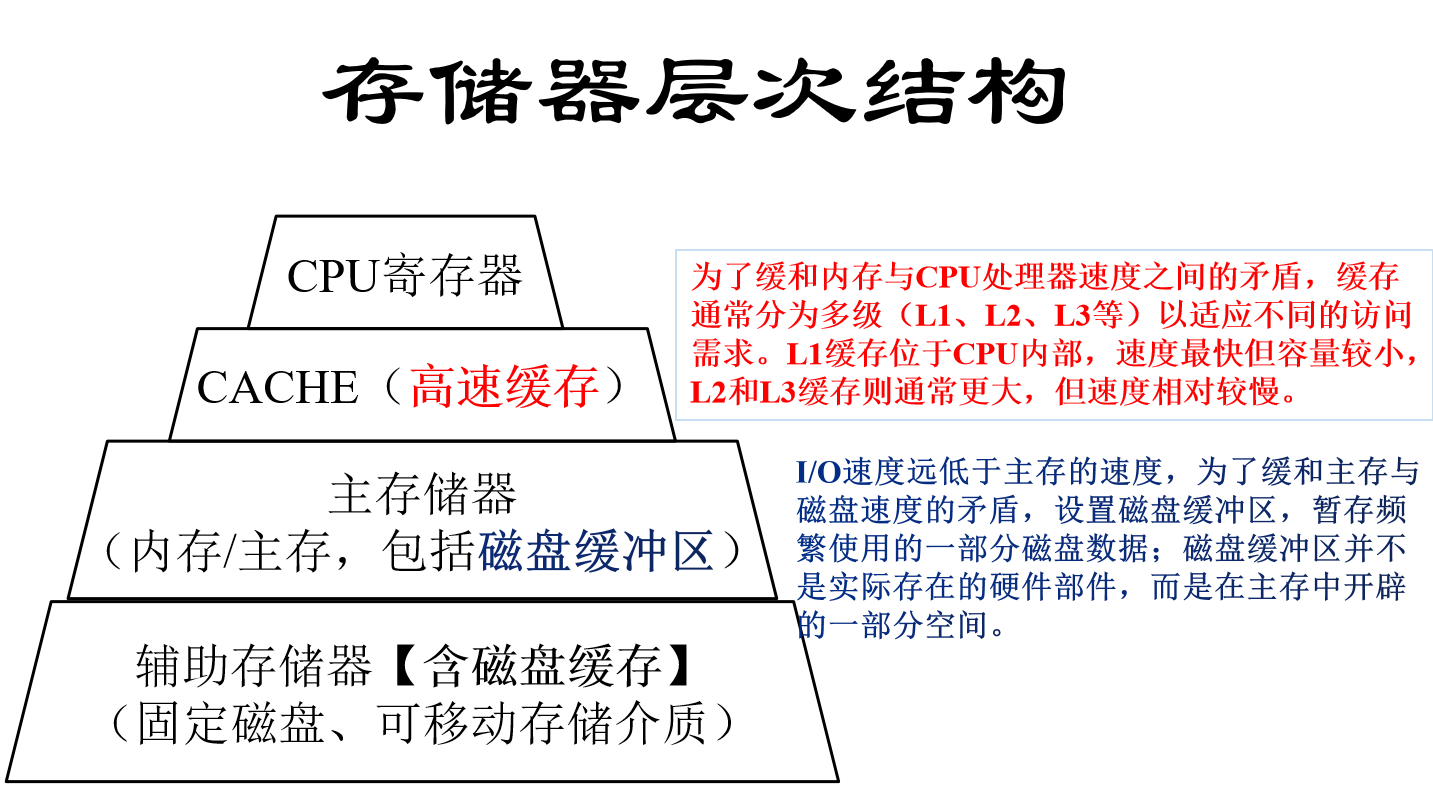 存储器层次结构
CPU寄存器
CACHE（高速缓存）
主存储器
（内存/主存，包括磁盘缓冲区）
辅助存储器【含磁盘缓存】
（固定磁盘、可移动存储介质）
为了缓和内存与CPU处理器速度之间的矛盾，缓存
通常分为多级（L1、L2、L3等）以适应不同的访问
需求。L1缓存位于CPU内部，速度最快但容量较小，
L2和L3缓存则通常更大，但速度相对较慢。
I/O速度远低于主存的速度，为了缓和主存与
磁盘速度的矛盾，设置磁盘缓冲区，暂存频
繁使用的一部分磁盘数据；磁盘缓冲区并不
是实际存在的硬件部件，而是在主存中开辟
的一部分空间。